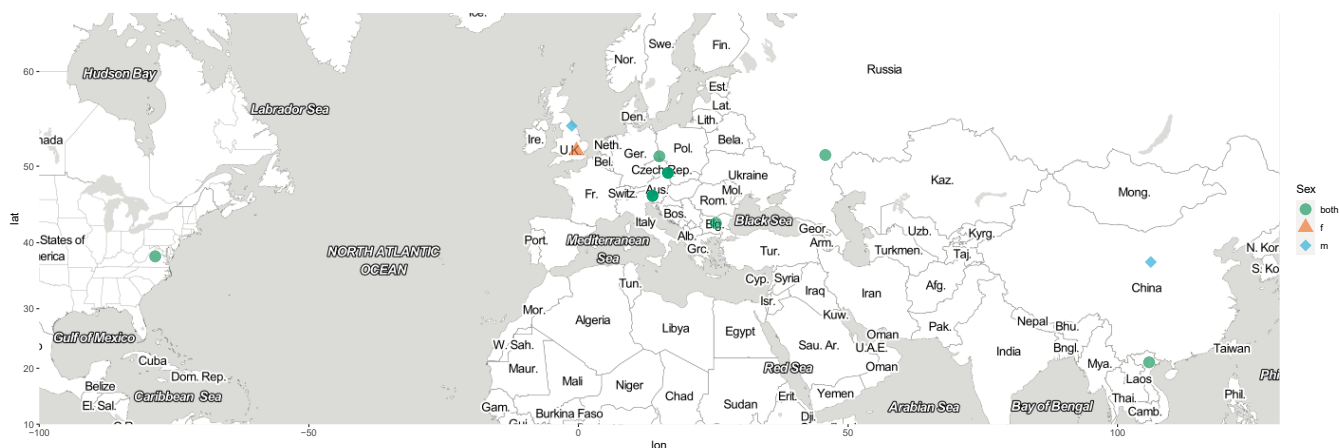 Ice.
Swe.
Fin.
Nor.
Russia
60
Hudson Bay
Est.
Labrador Sea
Lat.
Den.
Lith.
nada
Ire.
Bela.
U.K.
Neth.
Pol.
Ger.
Bel.
50
Czech Rep.
Ukraine
Kaz.
Mong.
Fr.
Switz.
Aus.
Mol.
Rom.
Sex
both
f
m
lat
Bos.
Italy
Blg.
Black Sea
Geor.
Uzb.
Kyrg.
40
States of
erica
Port.
Mediterranean
Sea
Alb.
Grc.
Tur.
Arm.
Turkmen.
Taj.
N. Kor
S. Ko
NORTH ATLANTIC
OCEAN
Tun.
Cyp.
Syria
Isr.
Iraq
Iran
Afg.
China
30
Mor.
Algeria
Libya
Egypt
Kuw.
Pak.
Nepal
Bhu.
Gulf of Mexico
W. Sah.
Sau. Ar.
Oman
U.A.E.
Oman
India
Bngl.
Taiwan
Cuba
Maur.
Mya.
20
Dom. Rep.
Mali
Niger
Chad
Red Sea
Laos
Phi
Belize
Caribbean Sea
Sudan
Erit.
Yemen
Thai.
Phil.
El. Sal.
Gam.
Burkina Faso
Arabian Sea
Bay of Bengal
Camb.
Gui.
Dji.
10
−100
−50
0
50
100
lon